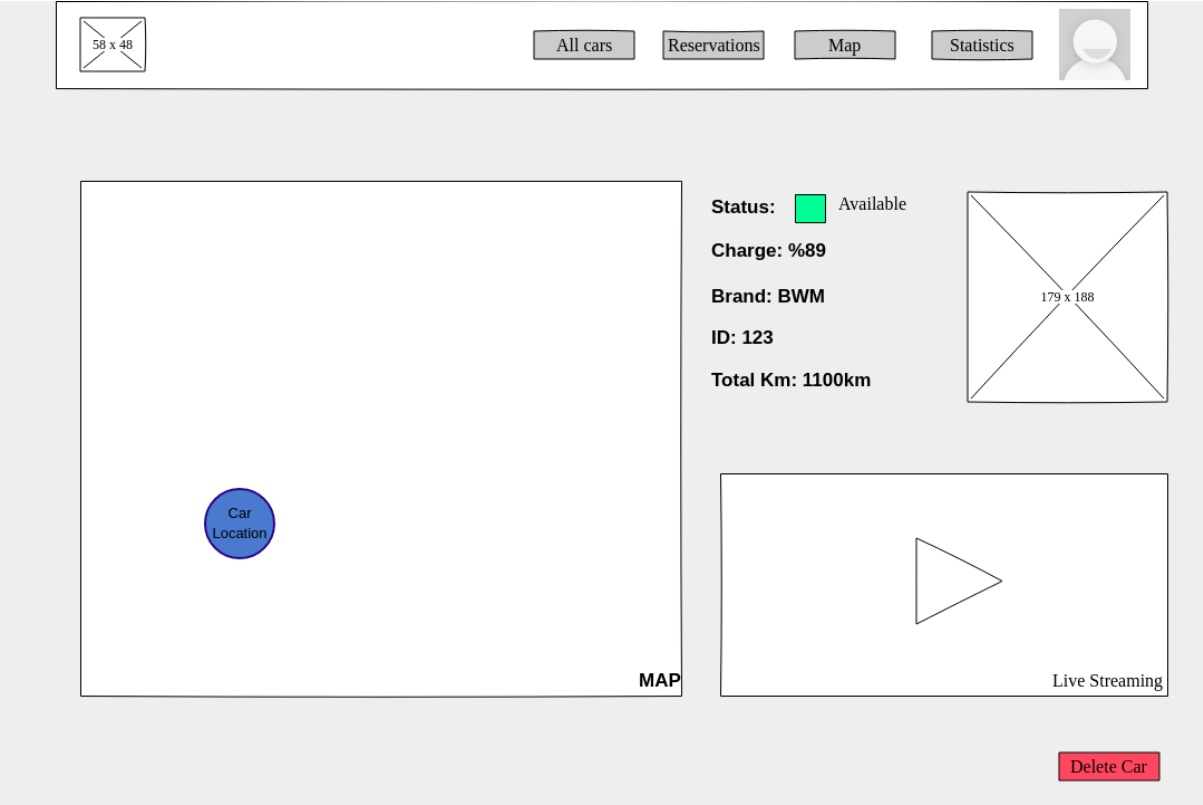 58 x 48
All cars
Reservations
Map
Statistics
Status:
Available
Charge: %89
Brand: BWM
ID: 123
Total Km: 1100km
179 x 188
Car
Location
MAP
Live Streaming
Delete Car